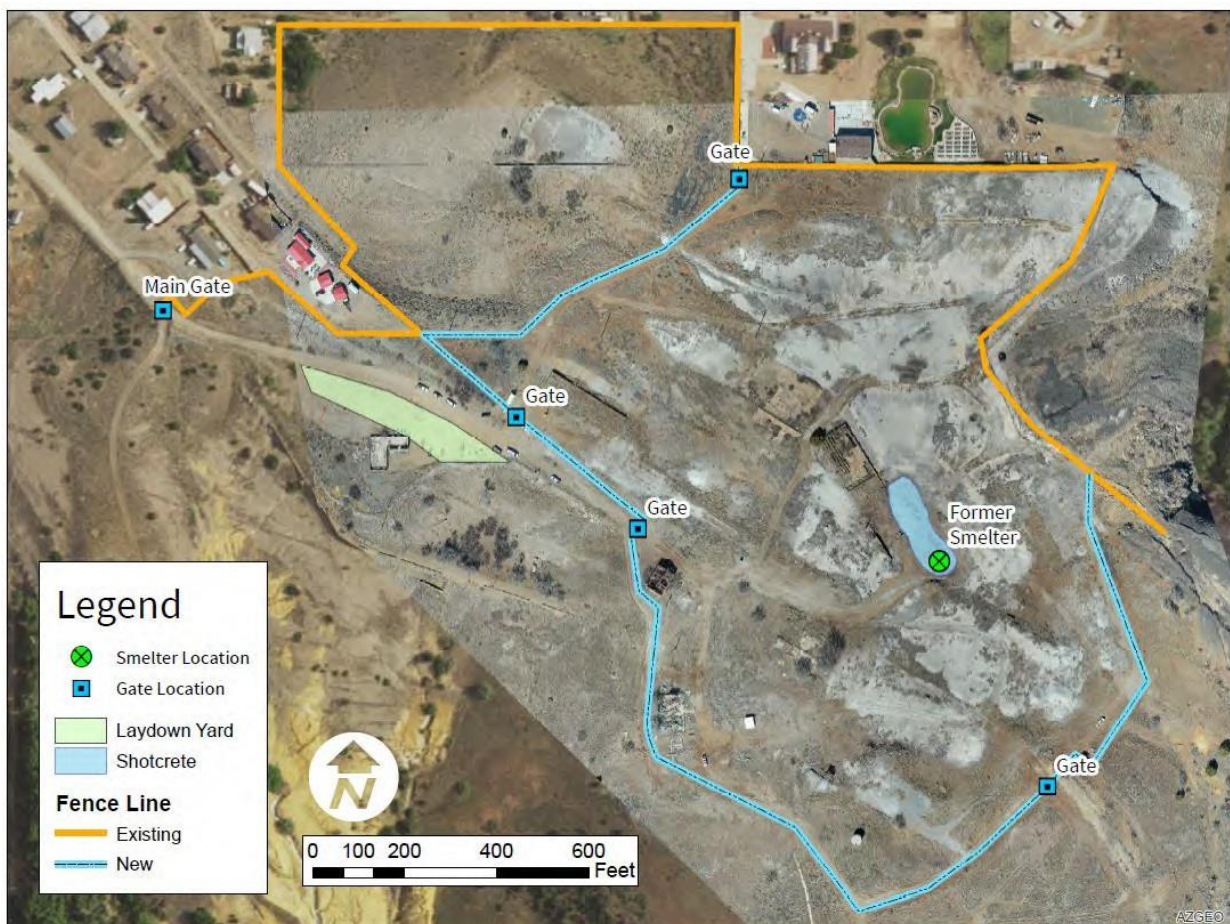 Gate
Main Gate
Gate
Gate
Former
Smelter
Gate
Legend
Smelter Location
Gate Location
Laydown Yard
Shotcrete
Fence Line
Existing
New
N
0 100 200 400 600
Feet
AZGEO